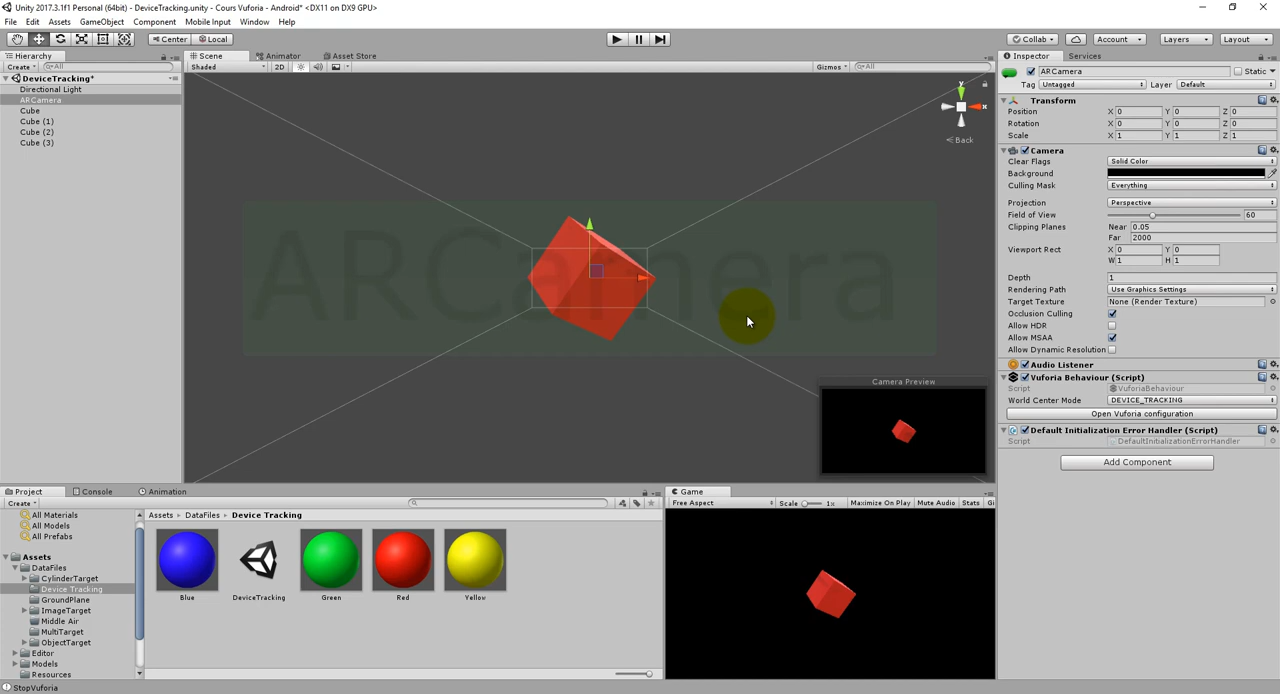 Unity 2017.3.1f1 Personal (64bit) - DeviceTracking.unity - Cours Vuforia - Android* <DX11 on DX9 GPU>
File Edit Assets GameObject Component Mobile Input Window Help
Center Local Collab Account Layers Layout
Hierarchy Scene Animator Asset Store Inspector Services
Create All Shaded 2D Gizmos All ARCamera Static
DeviceTracking* Tag Untagged Layer Default
Directional Light
ARCamera Transform
Cube Position X 0 Y 0 Z 0
Cube (1) Rotation X 0 Y 0 Z 0
Cube (2) Scale X 1 Y 1 Z 1
Cube (3) y x Back
Camera
Clear Flags Solid Color
Background
Culling Mask Everything
Projection Perspective
Field of View 60
Clipping Planes Near 0.05
Far 2000
Viewport Rect X 0 Y 0
W 1 H 1
ARCamera
Depth 1
Rendering Path Use Graphics Settings
Target Texture None (Render Texture)
Occlusion Culling
Allow HDR
Allow MSAA
Allow Dynamic Resolution
Audio Listener
Vuforia Behaviour (Script)
Camera Preview
Script VuforiaBehaviour
World Center Mode DEVICE_TRACKING
Open Vuforia configuration
Default Initialization Error Handler (Script)
Script DefaultInitializationErrorHandler
Add Component
Project Console Animation Game
Create Free Aspect Scale 1x Maximize On Play Mute Audio Stats Gi
All Materials Assets DataFiles Device Tracking
All Models
All Prefabs
Assets
DataFiles
CylinderTarget
Device Tracking
GroundPlane Blue DeviceTracking Green Red Yellow
ImageTarget
Middle Air
MultiTarget
ObjectTarget
Editor
Models
Resources
StopVuforia